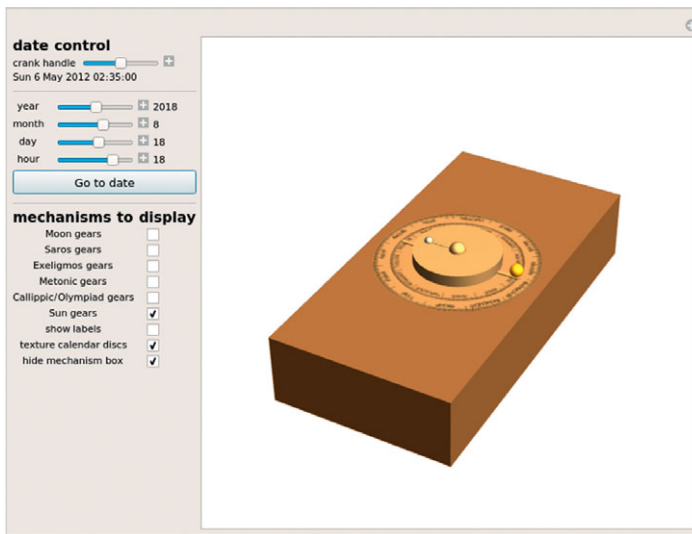 date control
crank handle
Sun 6 May 2012 02:35:00
year 2018
month 8
day 18
hour 18
Go to date
mechanisms to display
Moon gears
Saros gears
Exeligmos gears
Metonic gears
Callippic/Olympiad gears
Sun gears
show labels
texture calendar discs
hide mechanism box